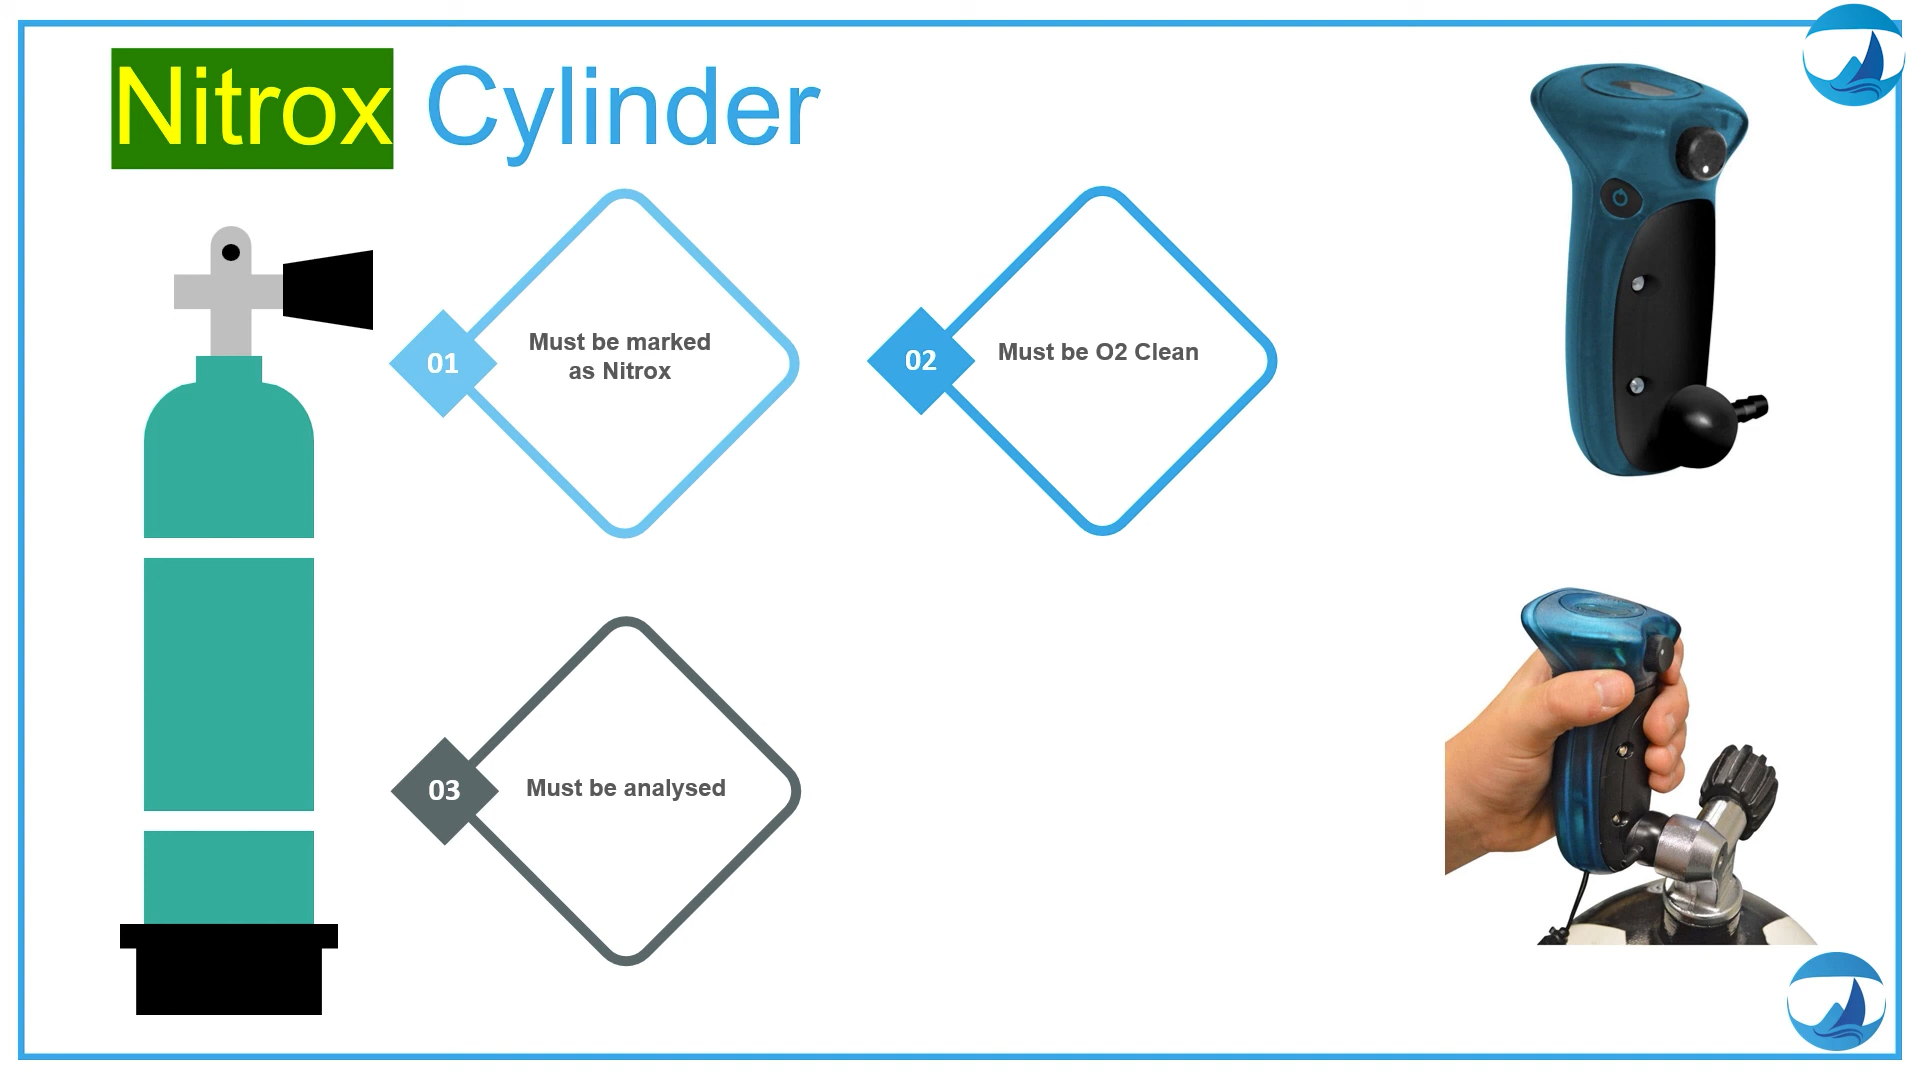 Nitrox Cylinder
01
Must be marked
as Nitrox
02
Must be O2 Clean
03
Must be analysed